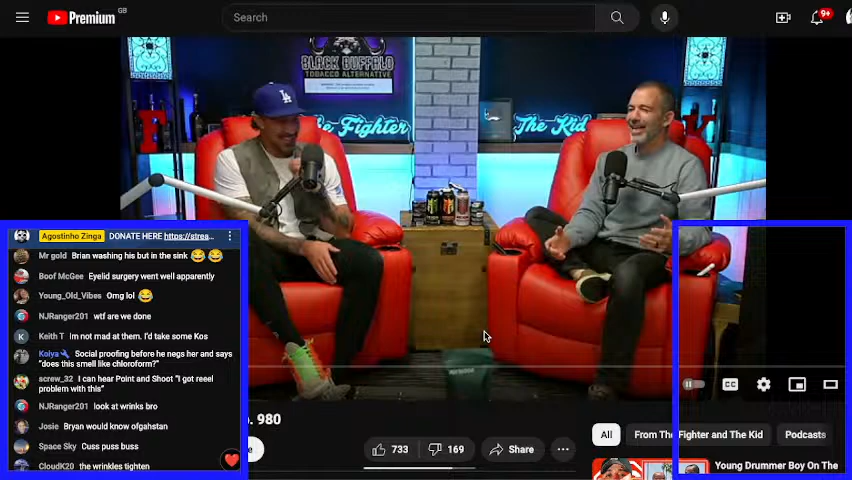 Premium
GB
Search
9+
BLACK BUFFALO
TOBACCO ALTERNATIVE
The Fighter
The Kid
F
K
Agostinho Zinga DONATE HERE https://strea...
Mr gold Brian washing his but in the sink 😂 😂
Boof McGee Eyelid surgery went well apparently
Young_Old_Vibes Omg lol 😂
NJRanger201 wtf are we done
K
Keith T Im not mad at them. I'd take some Kos
Kolya Social proofing before he negs her and says
"does this smell like chloroform?"
screw_32 I can hear Point and Shoot "I got reeel
problem with this"
NJRanger201 look at wrinks bro
Josie Bryan would know ofgahstan
Space Sky Cuss puss buss
CloudK20 the wrinkles tighten
CC
o. 980
733
169
Share
...
All
From The Fighter and The Kid
Podcasts
Young Drummer Boy On The